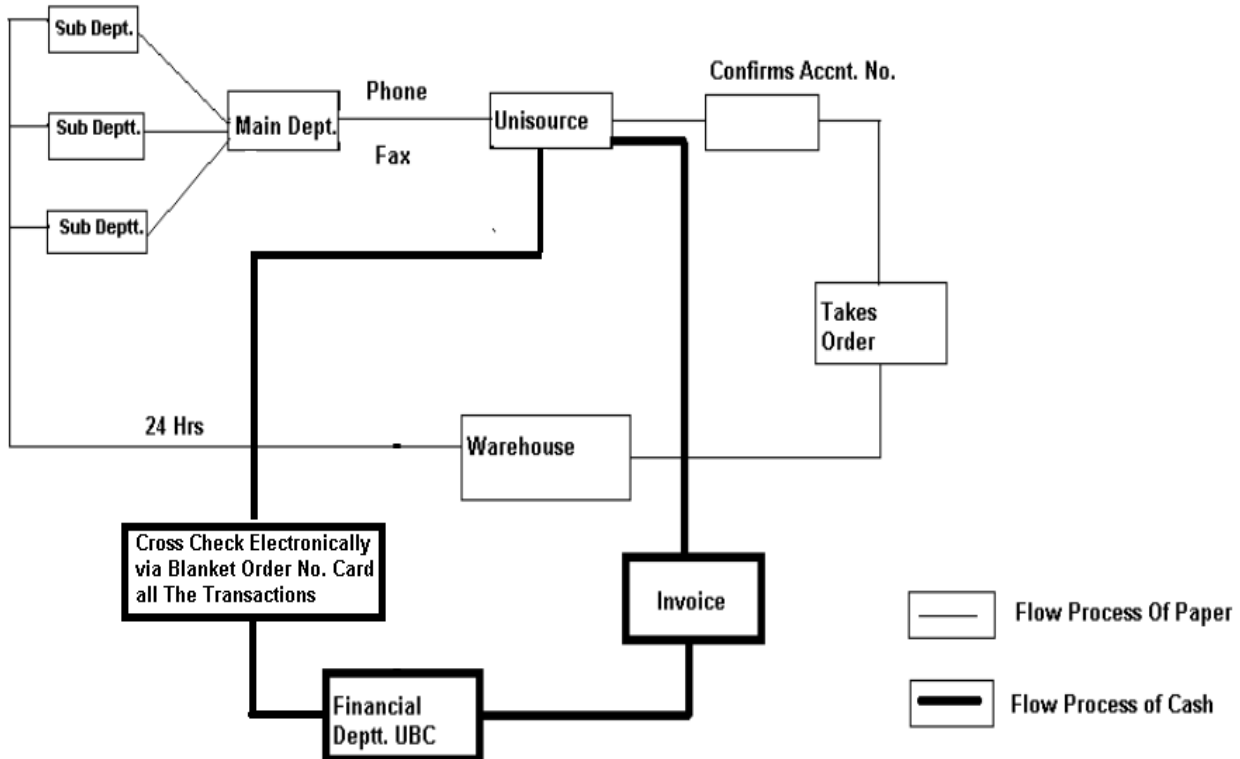 Sub Dept.
Confirms Accnt. No.
Phone
Main Dept.
Unisource
Sub Deptt.
Fax
Sub Deptt.
Takes
Order
24 Hrs
Warehouse
Cross Check Electronically
via Blanket Order No. Card
all The Transactions
Invoice
Flow Process Of Paper
Financial
Deptt. UBC
Flow Process of Cash